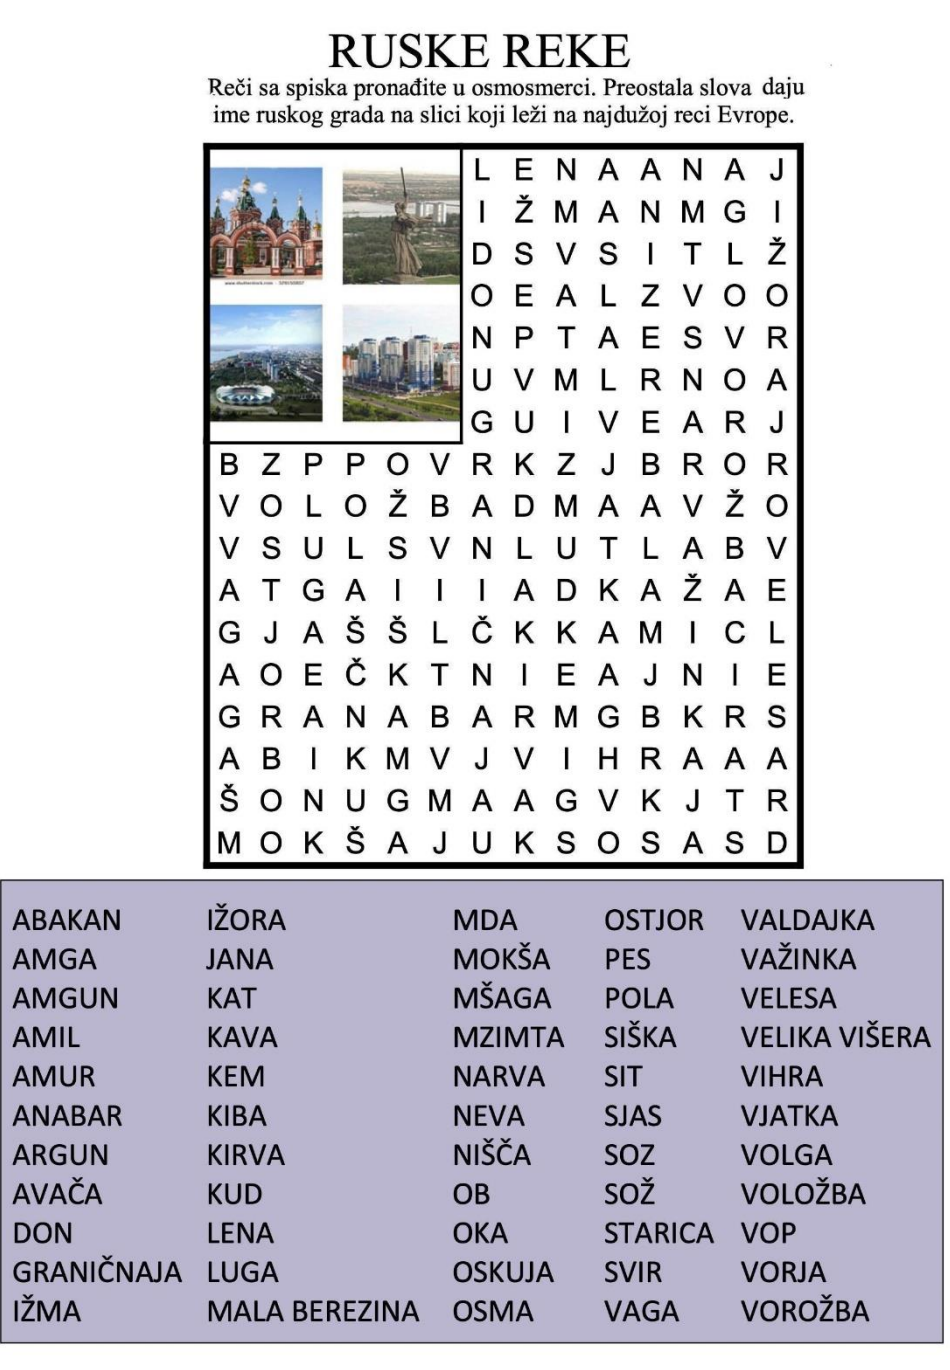 RUSKE REKE
Reči sa spiska pronađite u osmosmerci. Preostala slova daju
ime ruskog grada na slici koji leži na najdužoj reci Evrope.
L E N A A N A J
I Ž M A N M G I
D S V S I T L Ž
O E A L Z V O O
N P T A E S V R
U V M L R N O A
G U I V E A R J
B Z P P O V R K Z J B R O R
V O L O Ž B A D M A A V Ž O
V S U L S V N L U T L A B V
A T G A I I I A D K A Ž A E
G J A Š Š L Č K K A M I C L
A O E Č K T N I E A J N I E
G R A N A B A R M G B K R S
A B I K M V J V I H R A A A
Š O N U G M A A G V K J T R
M O K Š A J U K S O S A S D
ABAKAN IŽORA MDA OSTJOR VALDAJKA
AMGA JANA MOKŠA PES VAŽINKA
AMGUN KAT MŠAGA POLA VELESA
AMIL KAVA MZIMTA SIŠKA VELIKA VIŠERA
AMUR KEM NARVA SIT VIHRA
ANABAR KIBA NEVA SJAS VJATKA
ARGUN KIRVA NIŠČA SOZ VOLGA
AVAČA KUD OB SOŽ VOLOŽBA
DON LENA OKA STARICA VOP
GRANIČNAJA LUGA OSKUJA SVIR VORJA
IŽMA MALA BEREZINA OSMA VAGA VOROŽBA